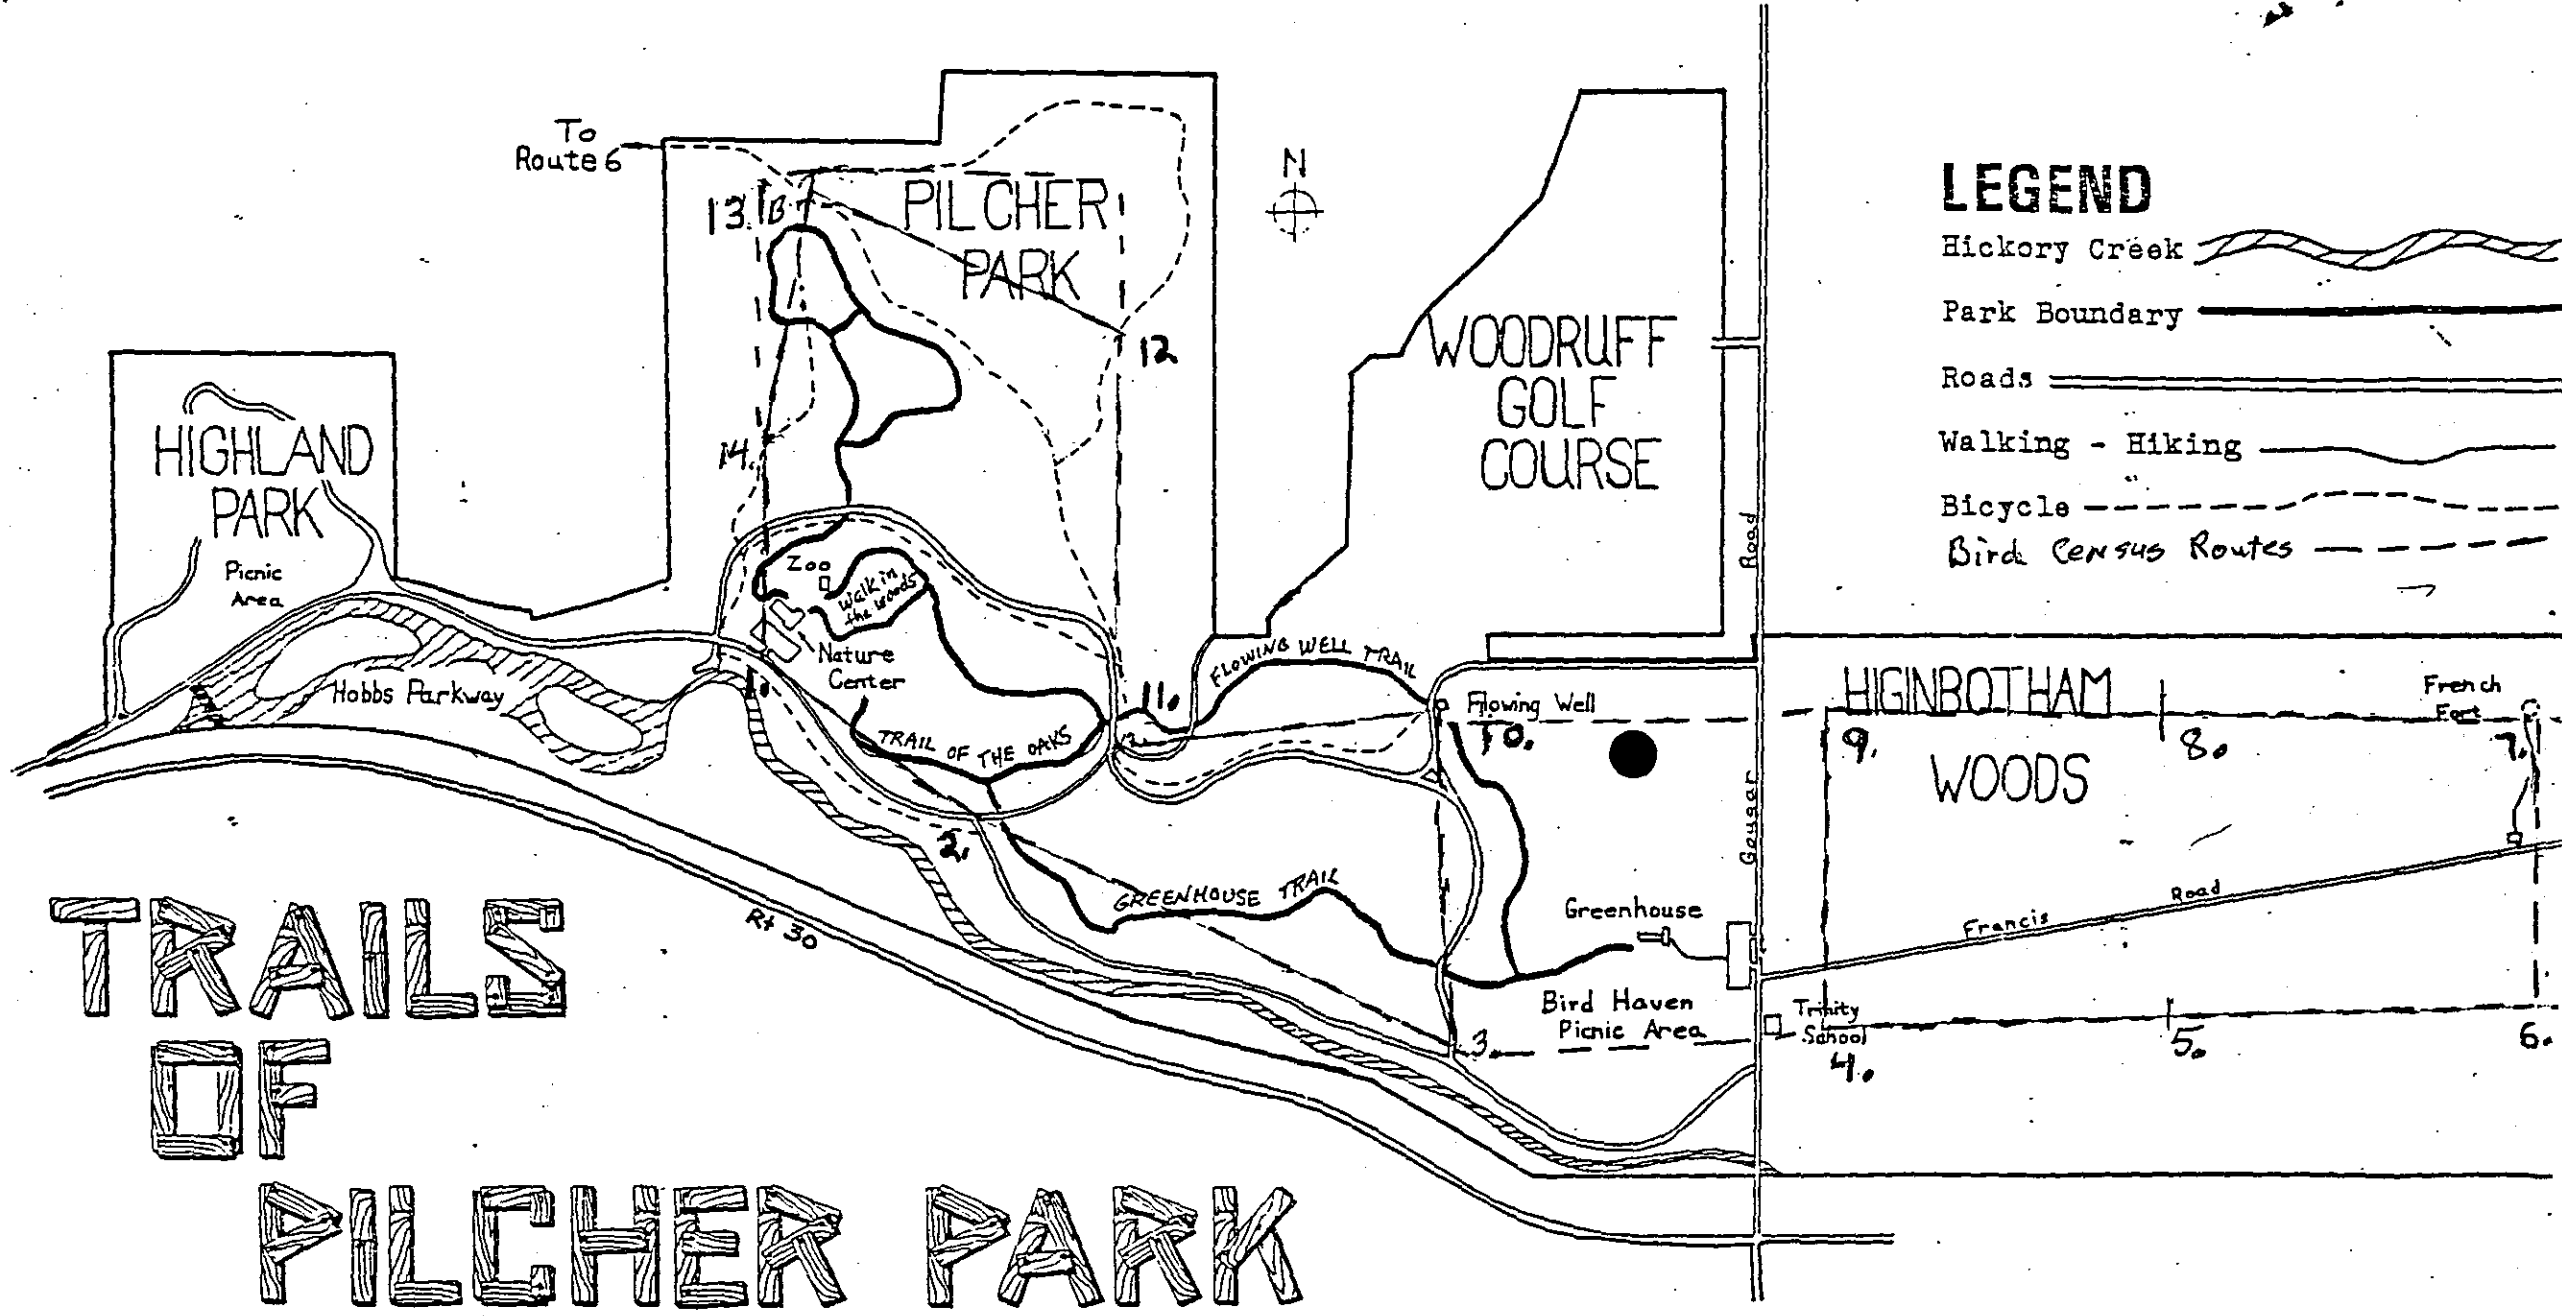 To
Route 6
N
PILCHER
PARK
13.
B
12.
14.
HIGHLAND
PARK
Picnic
Area
Hobbs Parkway
WOODRUFF
GOLF
COURSE
LEGEND
Hickory Creek
Park Boundary
Roads
Walking - Hiking
Bicycle
Bird Census Routes
Zoo
Walk in
the woods
Nature
Center
1.
TRAIL OF THE OAKS
11.
FLOWING WELL TRAIL
Flowing Well
10.
2.
GREENHOUSE TRAIL
Rt 30
Greenhouse
Bird Haven
Picnic Area
3.
Gougar
Road
HIGINBOTHAM
WOODS
French
Fort
9.
8.
7.
Francis Road
Trinity
School
4.
5.
6.
TRAILS
OF
PILCHER PARK